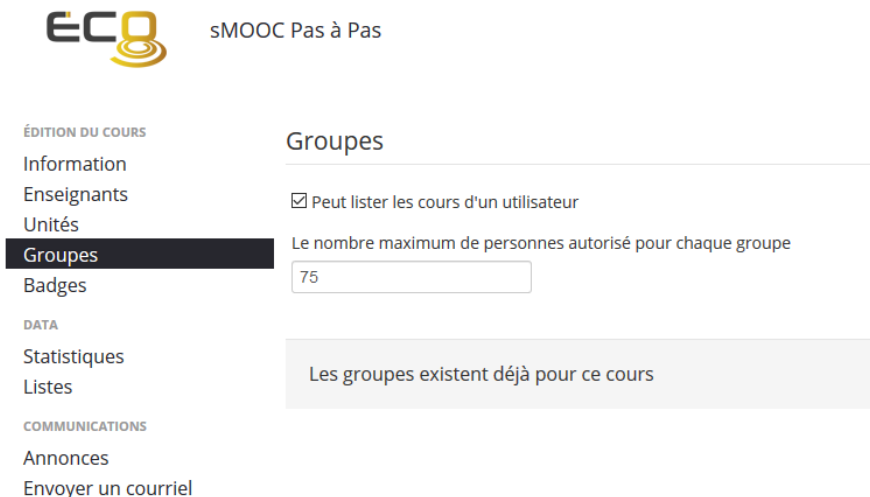 ECO
sMOOC Pas à Pas
ÉDITION DU COURS
Information
Enseignants
Unités
Groupes
Badges
DATA
Statistiques
Listes
COMMUNICATIONS
Annonces
Envoyer un courriel
Groupes
Peut lister les cours d'un utilisateur
Le nombre maximum de personnes autorisé pour chaque groupe
75
Les groupes existent déjà pour ce cours